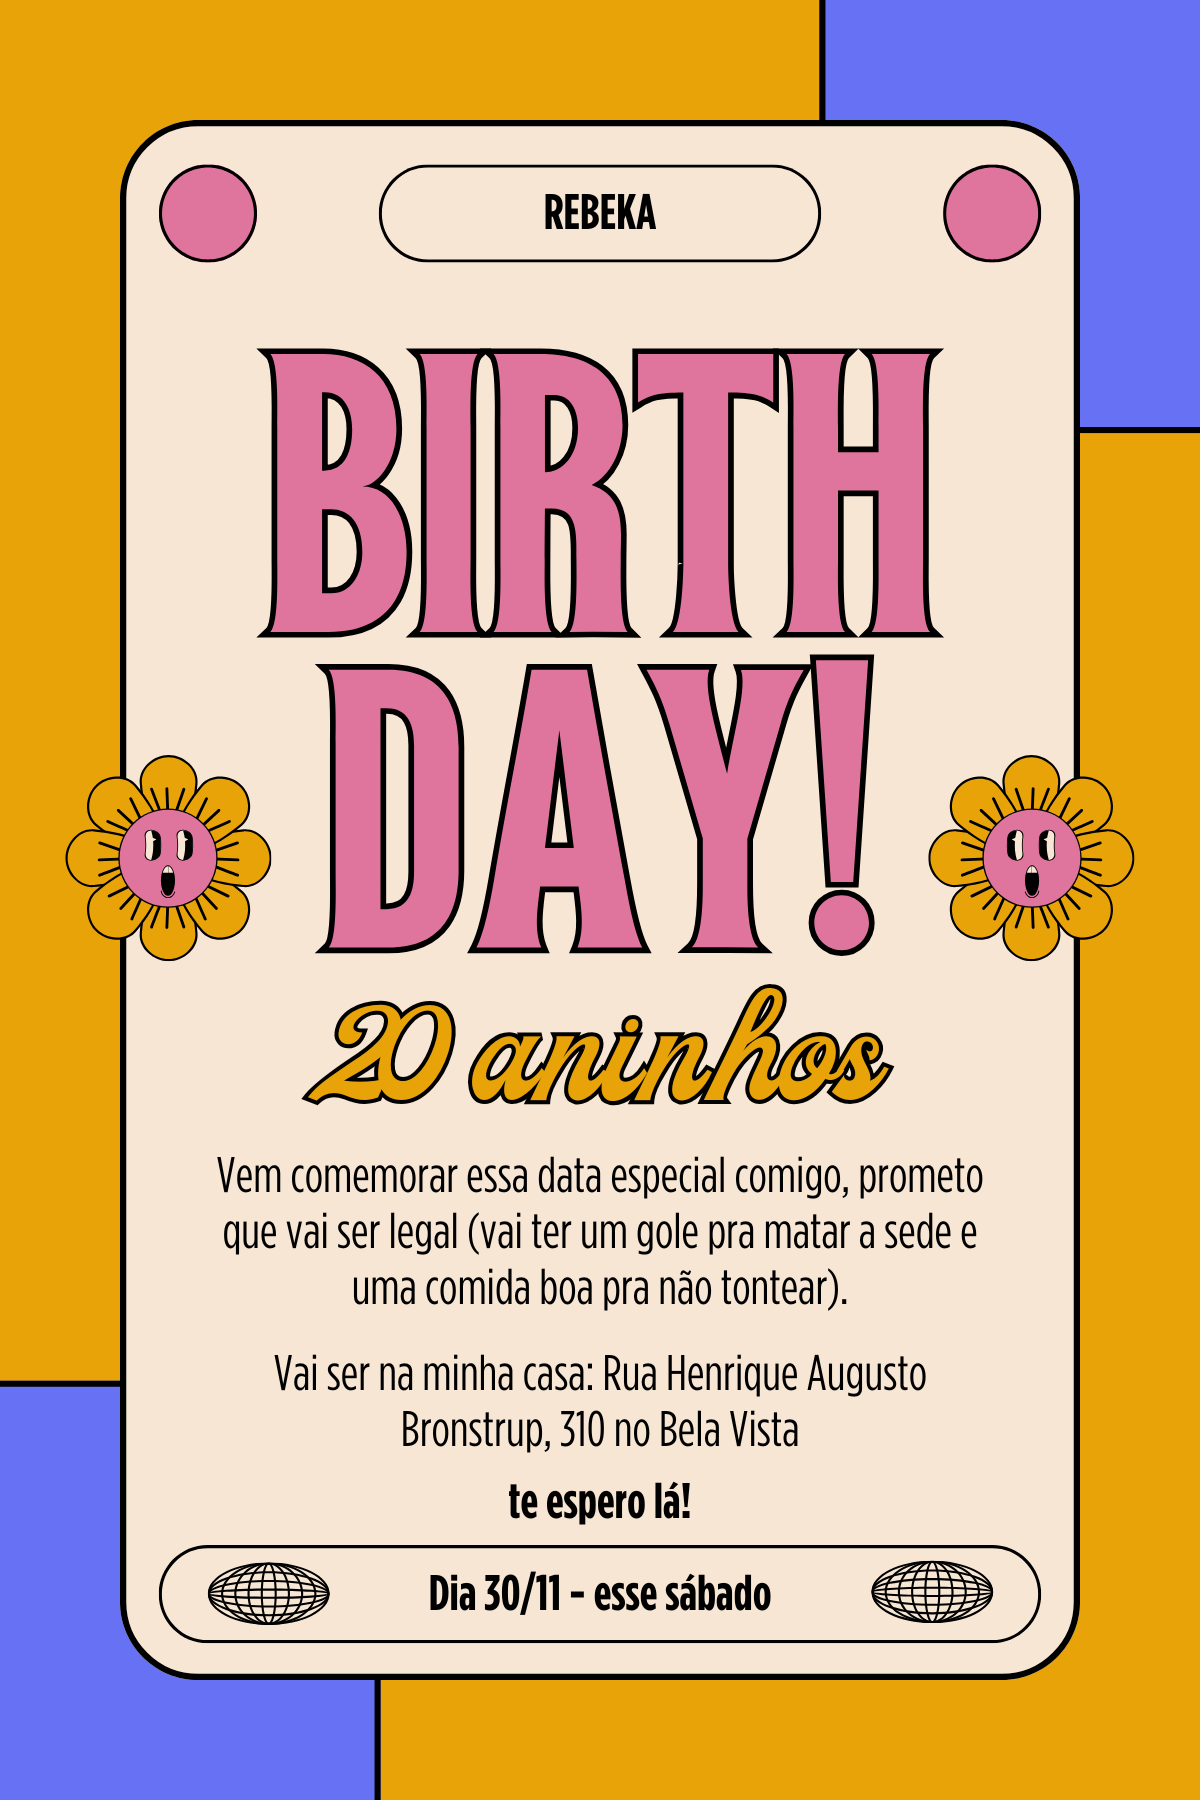 REBEKA
BIRTH
DAY!
20 aninhos
Vem comemorar essa data especial comigo, prometo
que vai ser legal (vai ter um gole pra matar a sede e
uma comida boa pra não tontear).
Vai ser na minha casa: Rua Henrique Augusto
Bronstrup, 310 no Bela Vista
te espero lá!
Dia 30/11 - esse sábado